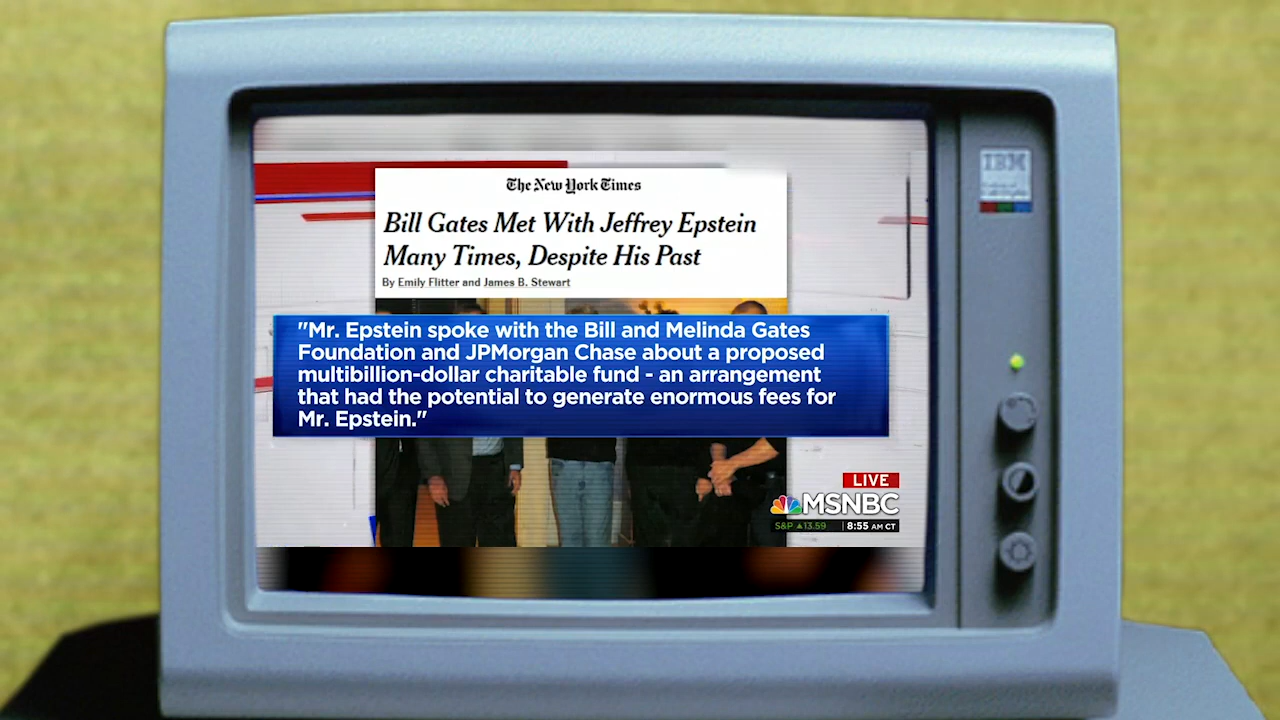 The New York Times
Bill Gates Met With Jeffrey Epstein
Many Times, Despite His Past
By Emily Flitter and James B. Stewart
"Mr. Epstein spoke with the Bill and Melinda Gates
Foundation and JPMorgan Chase about a proposed
multibillion-dollar charitable fund - an arrangement
that had the potential to generate enormous fees for
Mr. Epstein."
LIVE
MSNBC
S&P ▲13.59 8:55 AM CT
IBM